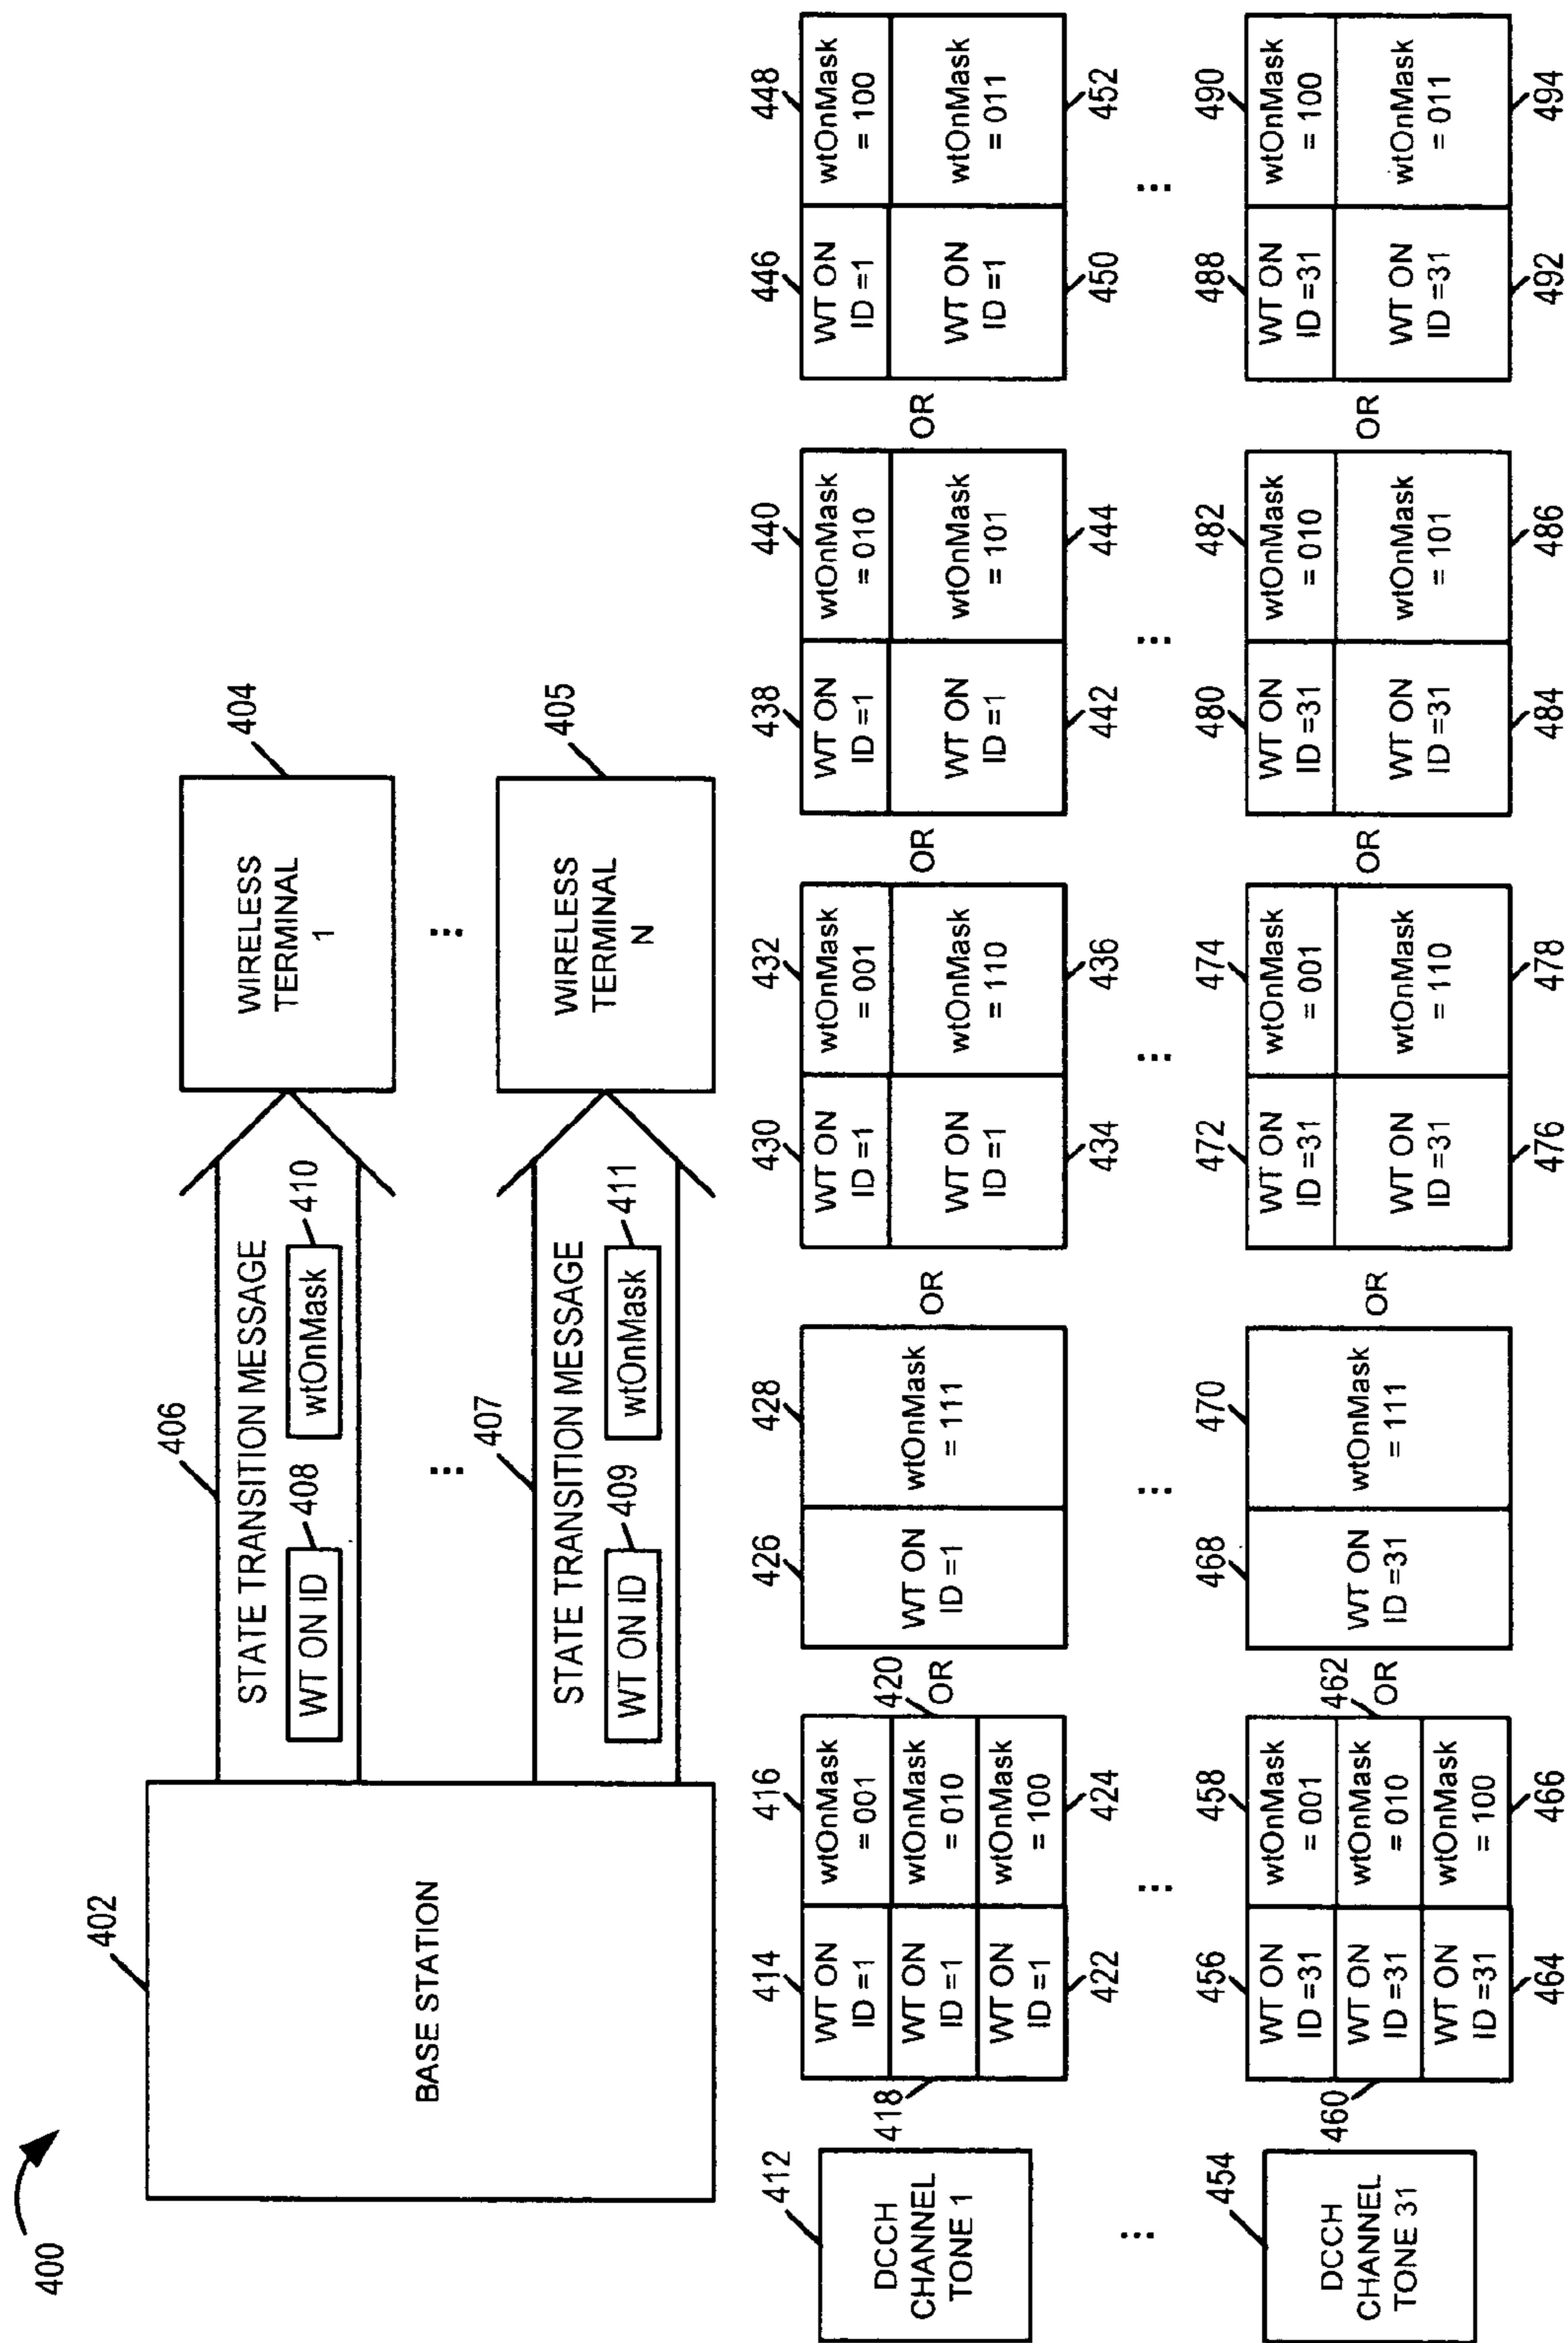 400
402
BASE STATION
406
STATE TRANSITION MESSAGE
WT ON ID
408
wtOnMask
410
404
WIRELESS
TERMINAL
1
...
...
407
STATE TRANSITION MESSAGE
WT ON ID
409
wtOnMask
411
405
WIRELESS
TERMINAL
N
412
DCCH
CHANNEL
TONE 1
414
416
WT ON
ID =1
wtOnMask
= 001
418
WT ON
ID =1
wtOnMask
= 010
420
WT ON
ID =1
wtOnMask
= 100
422
424
OR
426
428
WT ON
ID =1
wtOnMask
= 111
OR
430
432
WT ON
ID =1
wtOnMask
= 001
WT ON
ID =1
wtOnMask
= 110
434
436
OR
438
440
WT ON
ID =1
wtOnMask
= 010
WT ON
ID =1
wtOnMask
= 101
442
444
OR
446
448
WT ON
ID =1
wtOnMask
= 100
WT ON
ID =1
wtOnMask
= 011
450
452
...
...
...
...
...
...
454
DCCH
CHANNEL
TONE 31
456
458
WT ON
ID =31
wtOnMask
= 001
460
WT ON
ID =31
wtOnMask
= 010
462
WT ON
ID =31
wtOnMask
= 100
464
466
OR
468
470
WT ON
ID =31
wtOnMask
= 111
OR
472
474
WT ON
ID =31
wtOnMask
= 001
WT ON
ID =31
wtOnMask
= 110
476
478
OR
480
482
WT ON
ID =31
wtOnMask
= 010
WT ON
ID =31
wtOnMask
= 101
484
486
OR
488
490
WT ON
ID =31
wtOnMask
= 100
WT ON
ID =31
wtOnMask
= 011
492
494